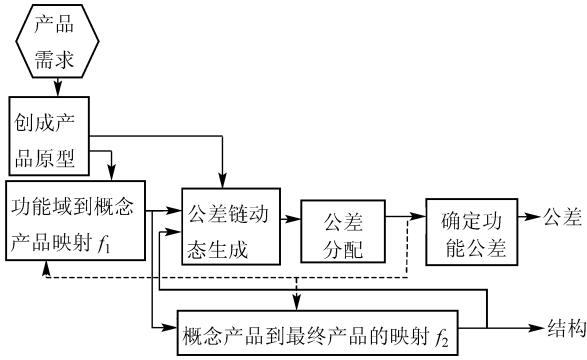 产品
需求
创成产
品原型
功能域到概念
产品映射 f₁
公差链动
态生成
公差
分配
确定功
能公差
公差
概念产品到最终产品的映射 f₂
结构